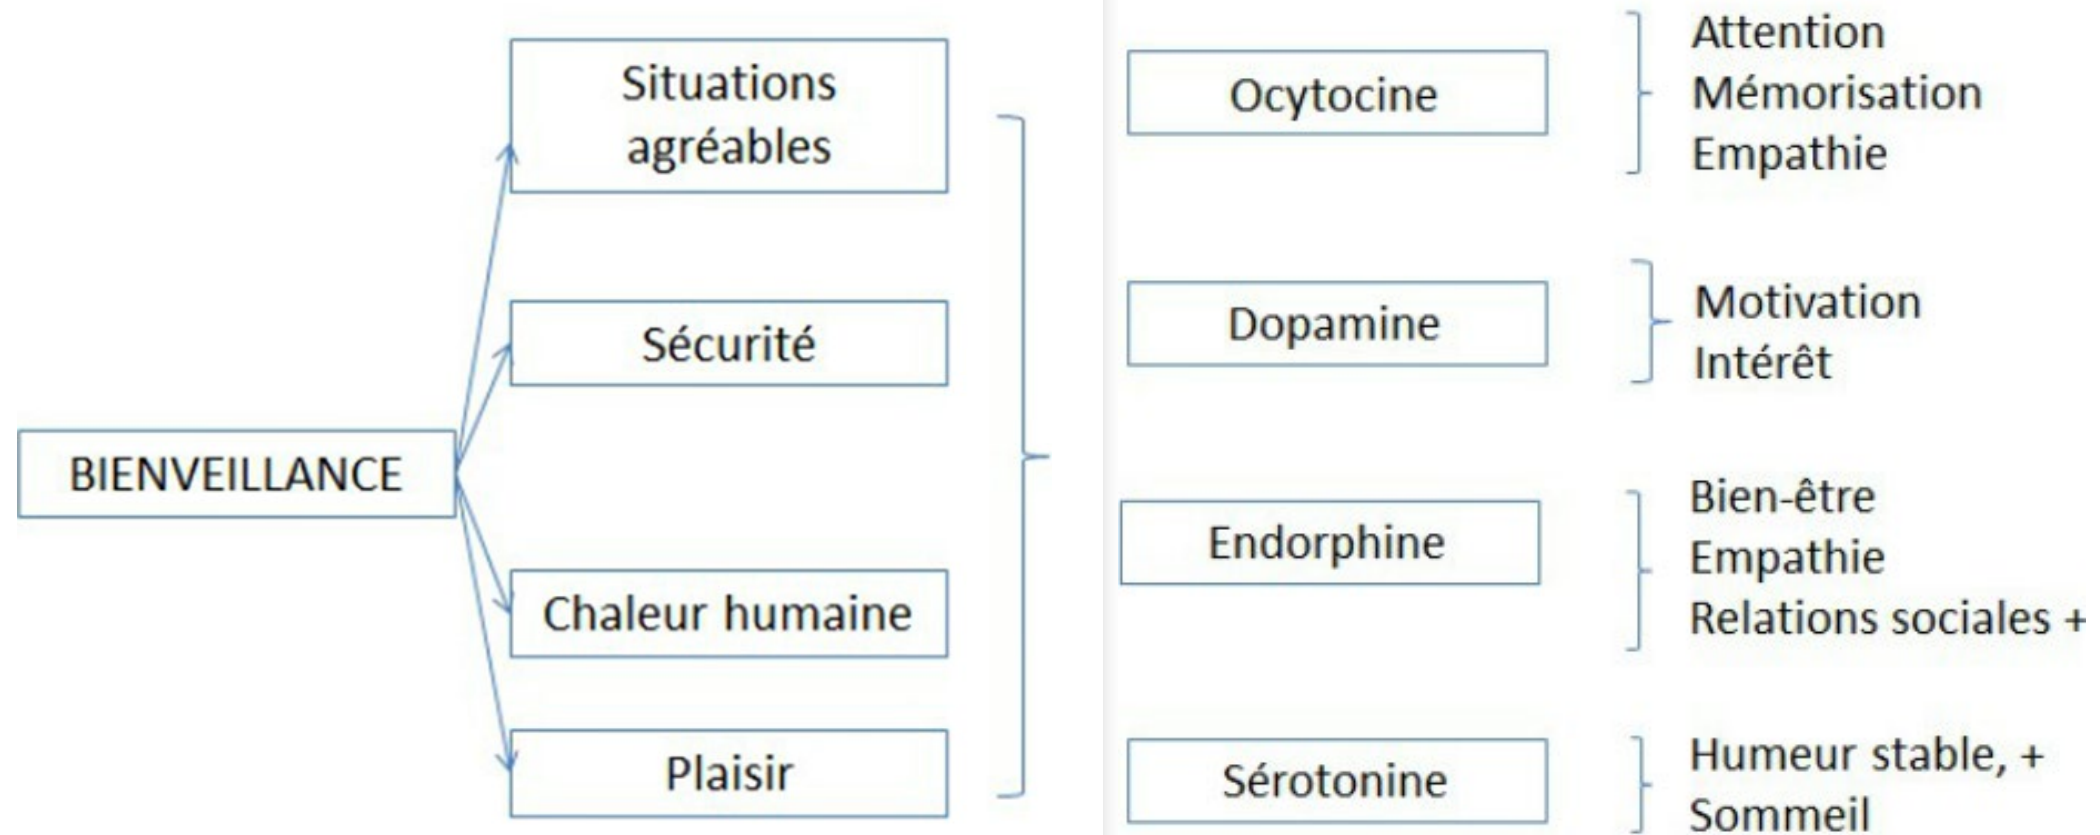 BIENVEILLANCE
Situations
agréables
Sécurité
Chaleur humaine
Plaisir
Ocytocine
Attention
Mémorisation
Empathie
Dopamine
Motivation
Intérêt
Endorphine
Bien-être
Empathie
Relations sociales +
Sérotonine
Humeur stable, +
Sommeil